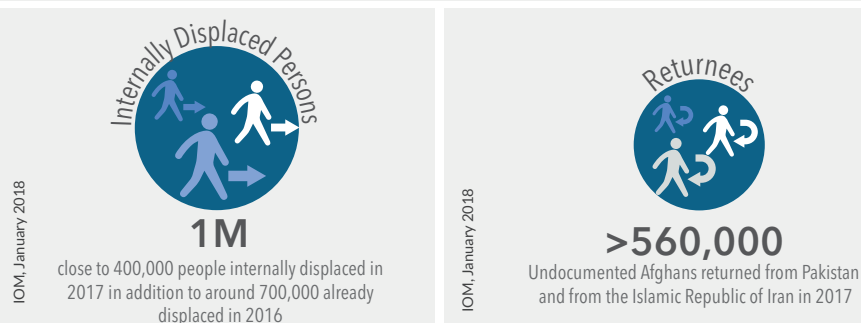 Internally Displaced Persons
1M
close to 400,000 people internally displaced in
2017 in addition to around 700,000 already
displaced in 2016
IOM, January 2018
Returnees
>560,000
Undocumented Afghans returned from Pakistan
and from the Islamic Republic of Iran in 2017
IOM, January 2018